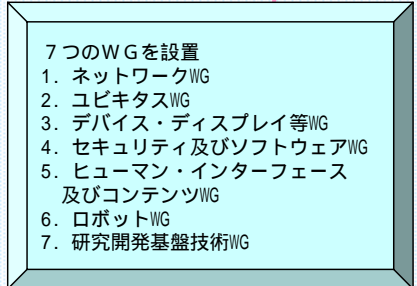 ７つのＷＧを設置
1. ネットワークWG
2. ユビキタスWG
3. デバイス・ディスプレイ等WG
4. セキュリティ及びソフトウェアWG
5. ヒューマン・インターフェース
及びコンテンツWG
6. ロボットWG
7. 研究開発基盤技術WG